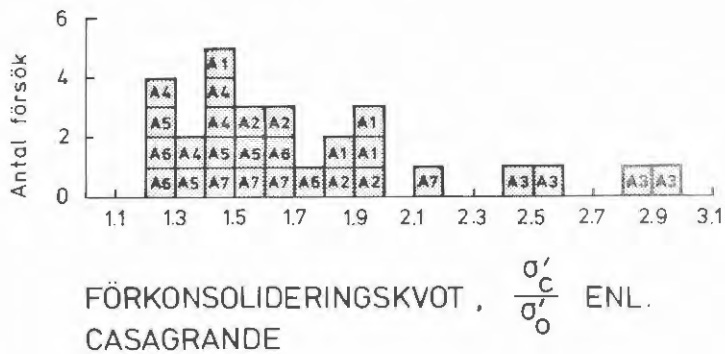 Antal försök
6
A1
4
A4 A4
A5 A4 A2 A2 A1
2
A6 A4 A5 A5 A6 A1 A1
A6 A5 A7 A7 A7 A6 A2 A2 A7 A3 A3 A3 A3
0
1.1 1.3 1.5 1.7 1.9 2.1 2.3 2.5 2.7 2.9 3.1
FÖRKONSOLIDERINGSKVOT, σ'c/σ'o ENL.
CASAGRANDE